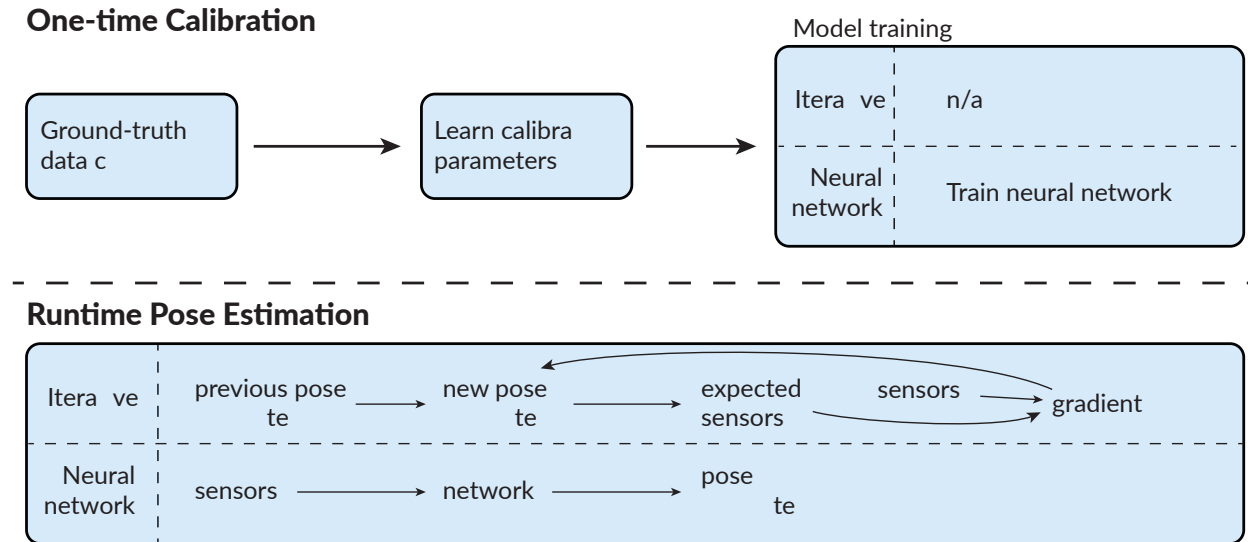 One-time Calibration
Model training
Ground-truth
data c
Learn calibra
parameters
Itera ve
n/a
Neural
network
Train neural network
Runtime Pose Estimation
Itera ve
previous pose
te
new pose
te
expected
sensors
sensors
gradient
Neural
network
sensors
network
pose
te